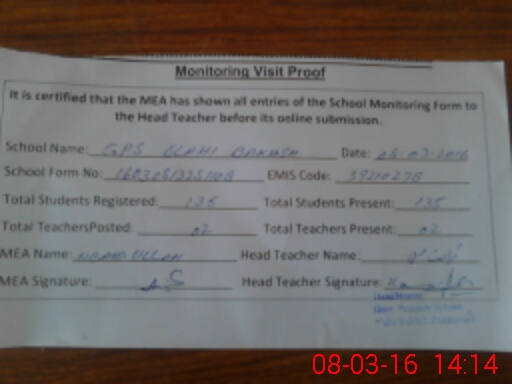 Monitoring Visit Proof
It is certified that the MEA has shown all entries of the School Monitoring Form to
the Head Teacher before its online submission.
School Name: GPS ELAHI BAKHSH Date: 08-03-2016
School Form No: EMIS Code: 39210278
Total Students Registered: 135 Total Students Present: 135
Total TeachersPosted: 02 Total Teachers Present: 02
MEA Name: Head Teacher Name:
MEA Signature: Head Teacher Signature:
08-03-16 14:14